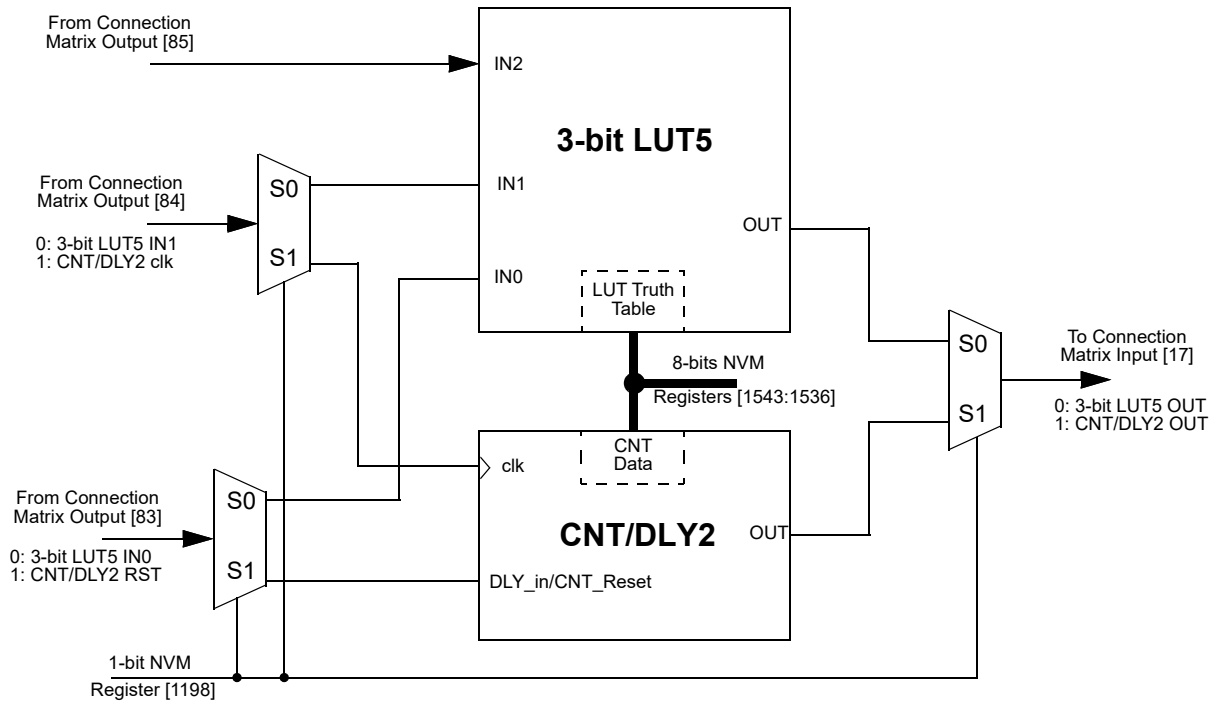 From Connection
Matrix Output [85]
IN2
3-bit LUT5
From Connection
Matrix Output [84]
0: 3-bit LUT5 IN1
1: CNT/DLY2 clk
S0
S1
IN1
IN0
OUT
LUT Truth
Table
8-bits NVM
Registers [1543:1536]
S0
S1
To Connection
Matrix Input [17]
0: 3-bit LUT5 OUT
1: CNT/DLY2 OUT
CNT
Data
clk
CNT/DLY2
OUT
DLY_in/CNT_Reset
From Connection
Matrix Output [83]
0: 3-bit LUT5 IN0
1: CNT/DLY2 RST
S0
S1
1-bit NVM
Register [1198]